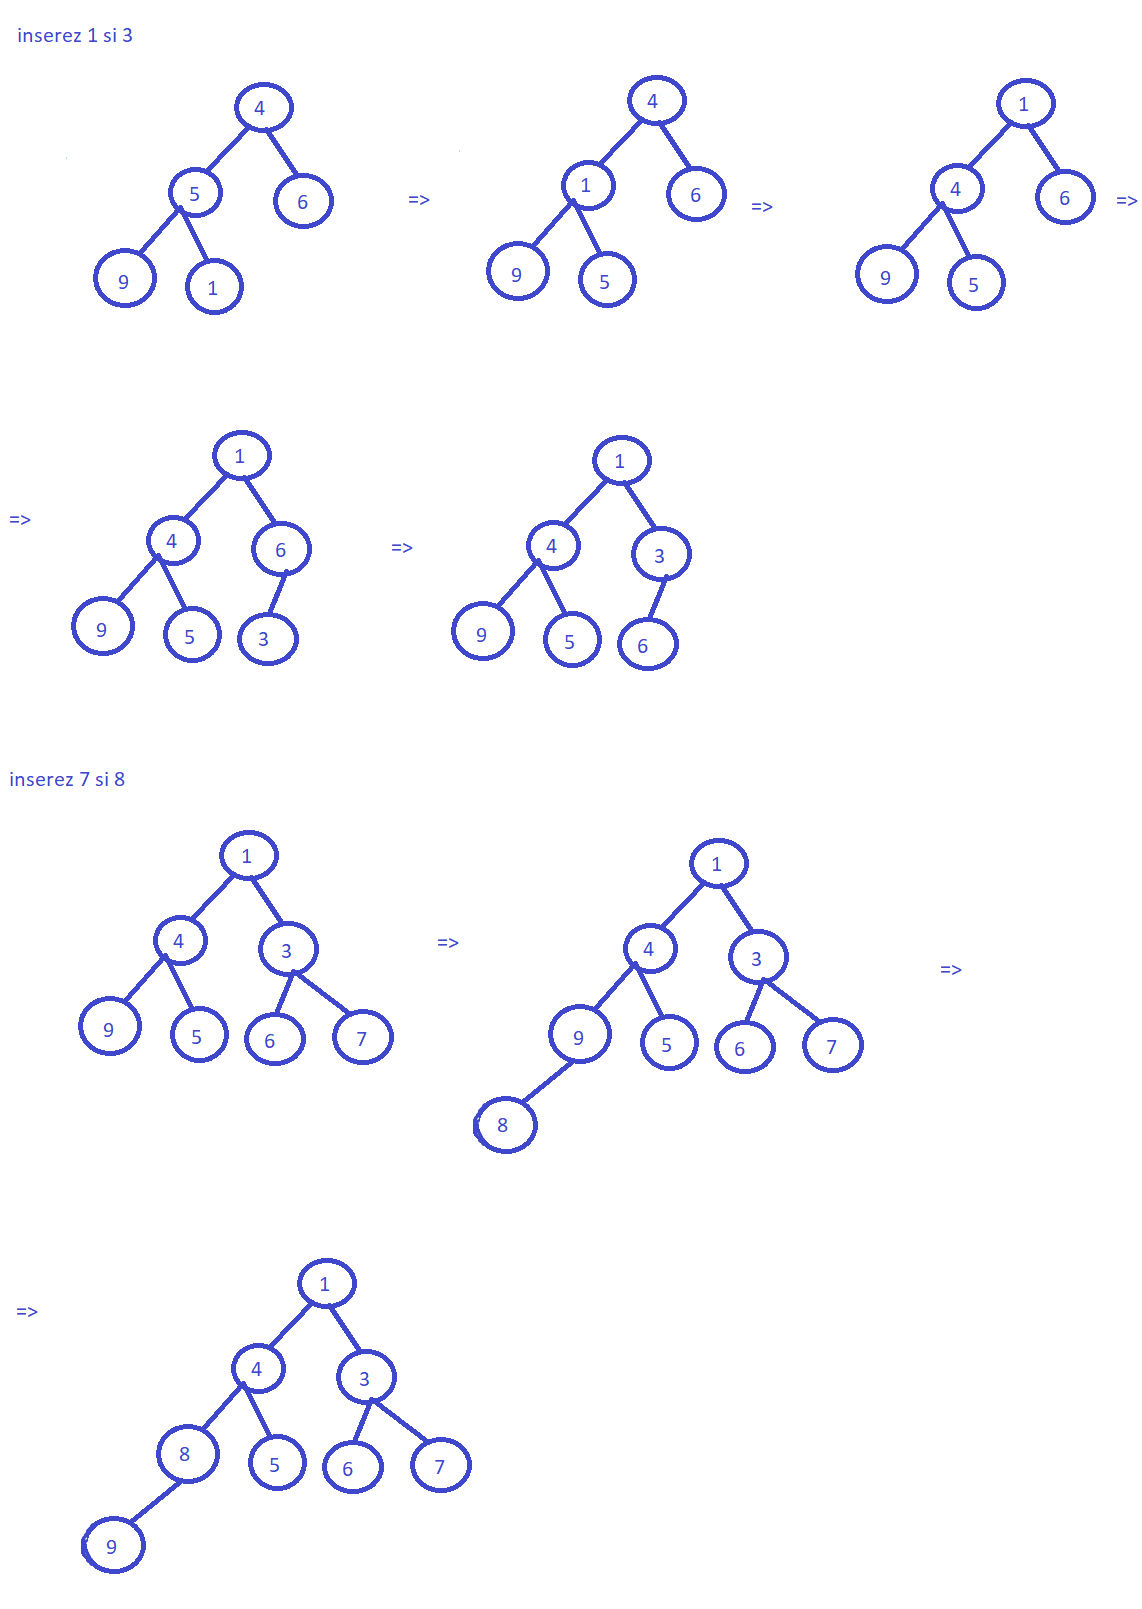 inserez 1 si 3
4 4 1
5 6 => 1 6 => 4 6 =>
9 1 9 5 9 5
1 1
=> 4 6 => 4 3
9 5 3 9 5 6
inserez 7 si 8
1 1
4 3 => 4 3 =>
9 5 6 7 9 5 6 7
8
1
=> 4 3
8 5 6 7
9